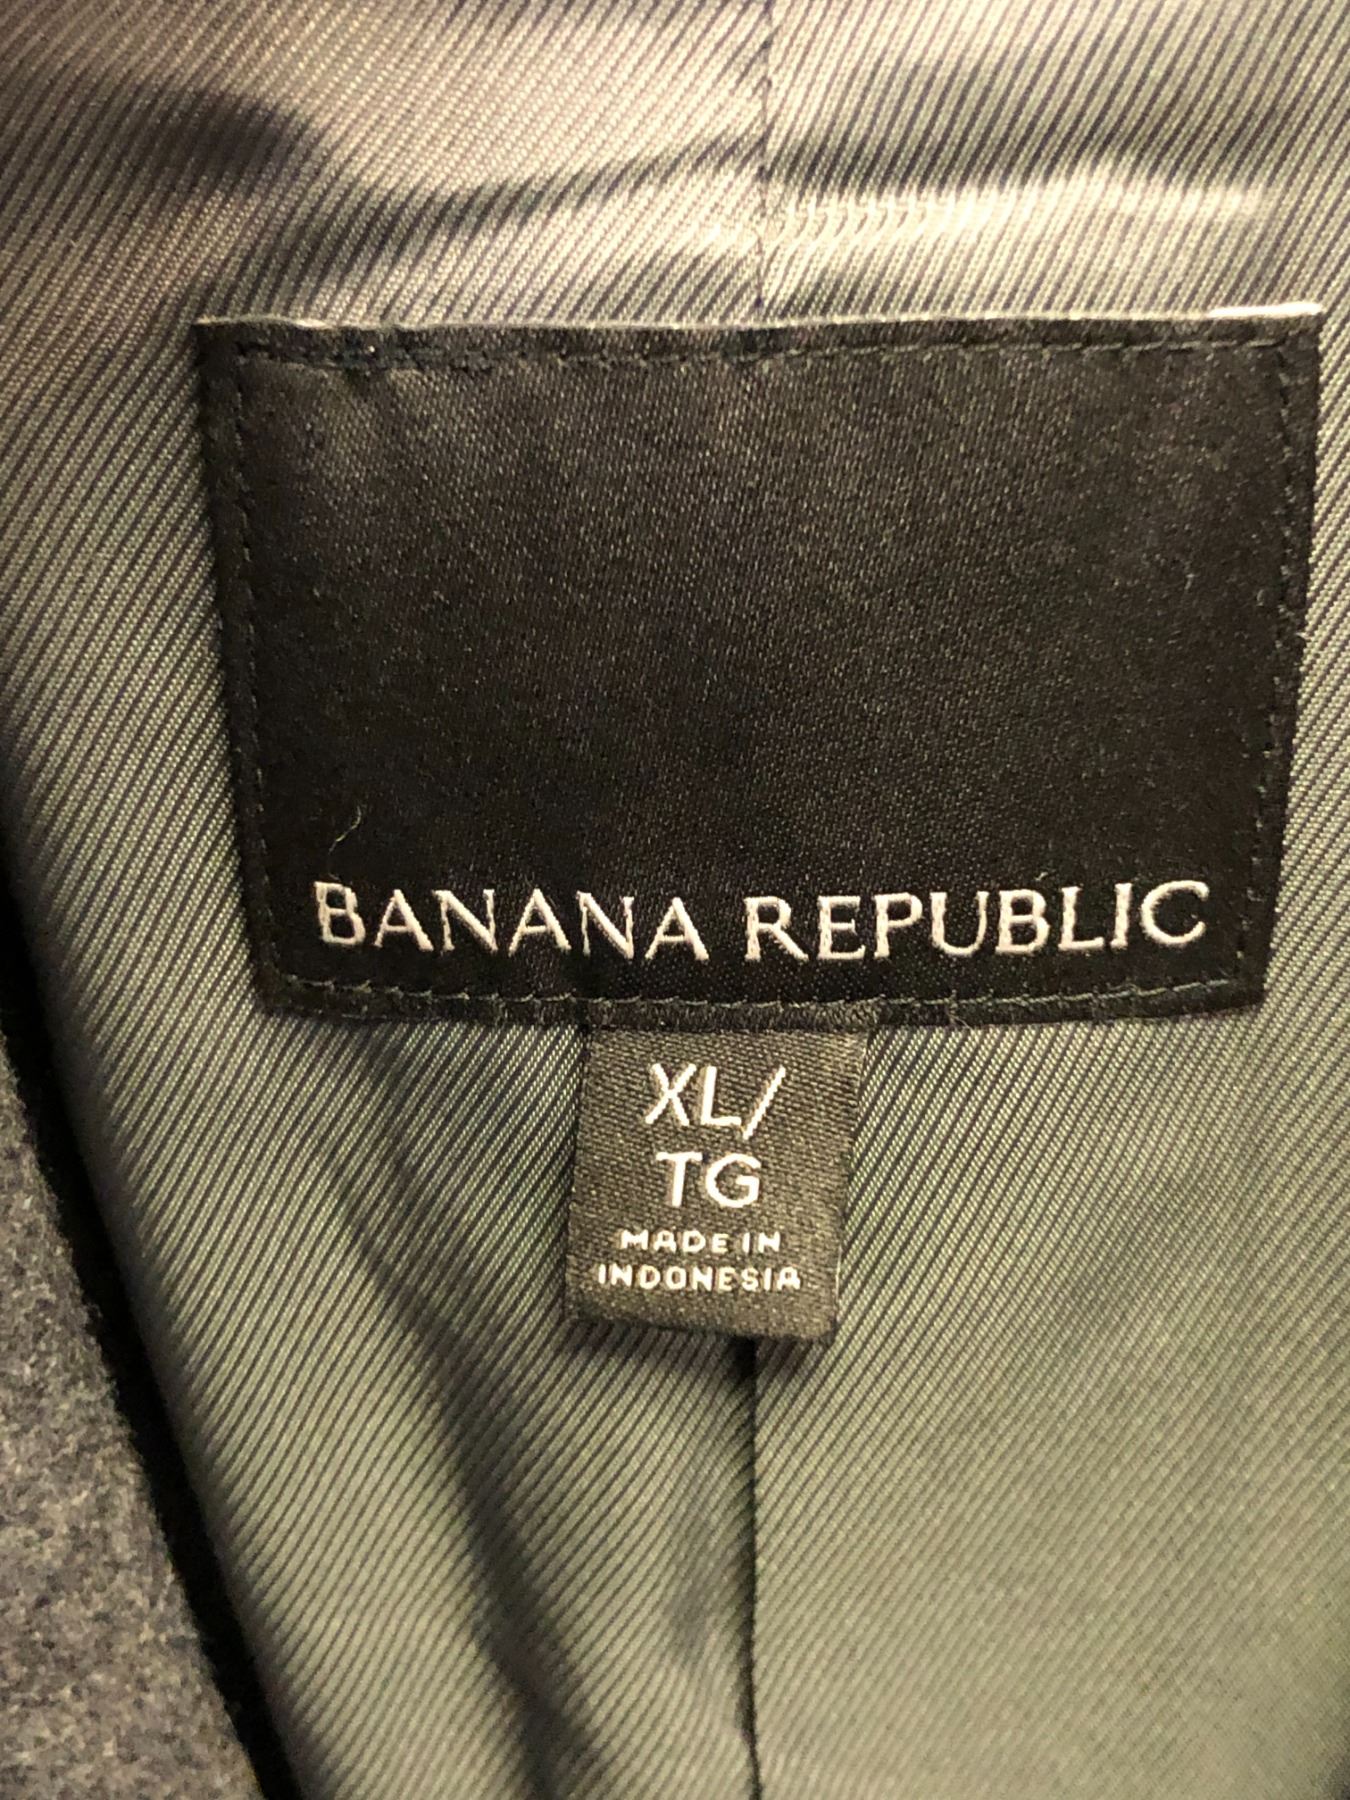 BANANA REPUBLIC
XL/
TG
MADE IN
INDONESIA